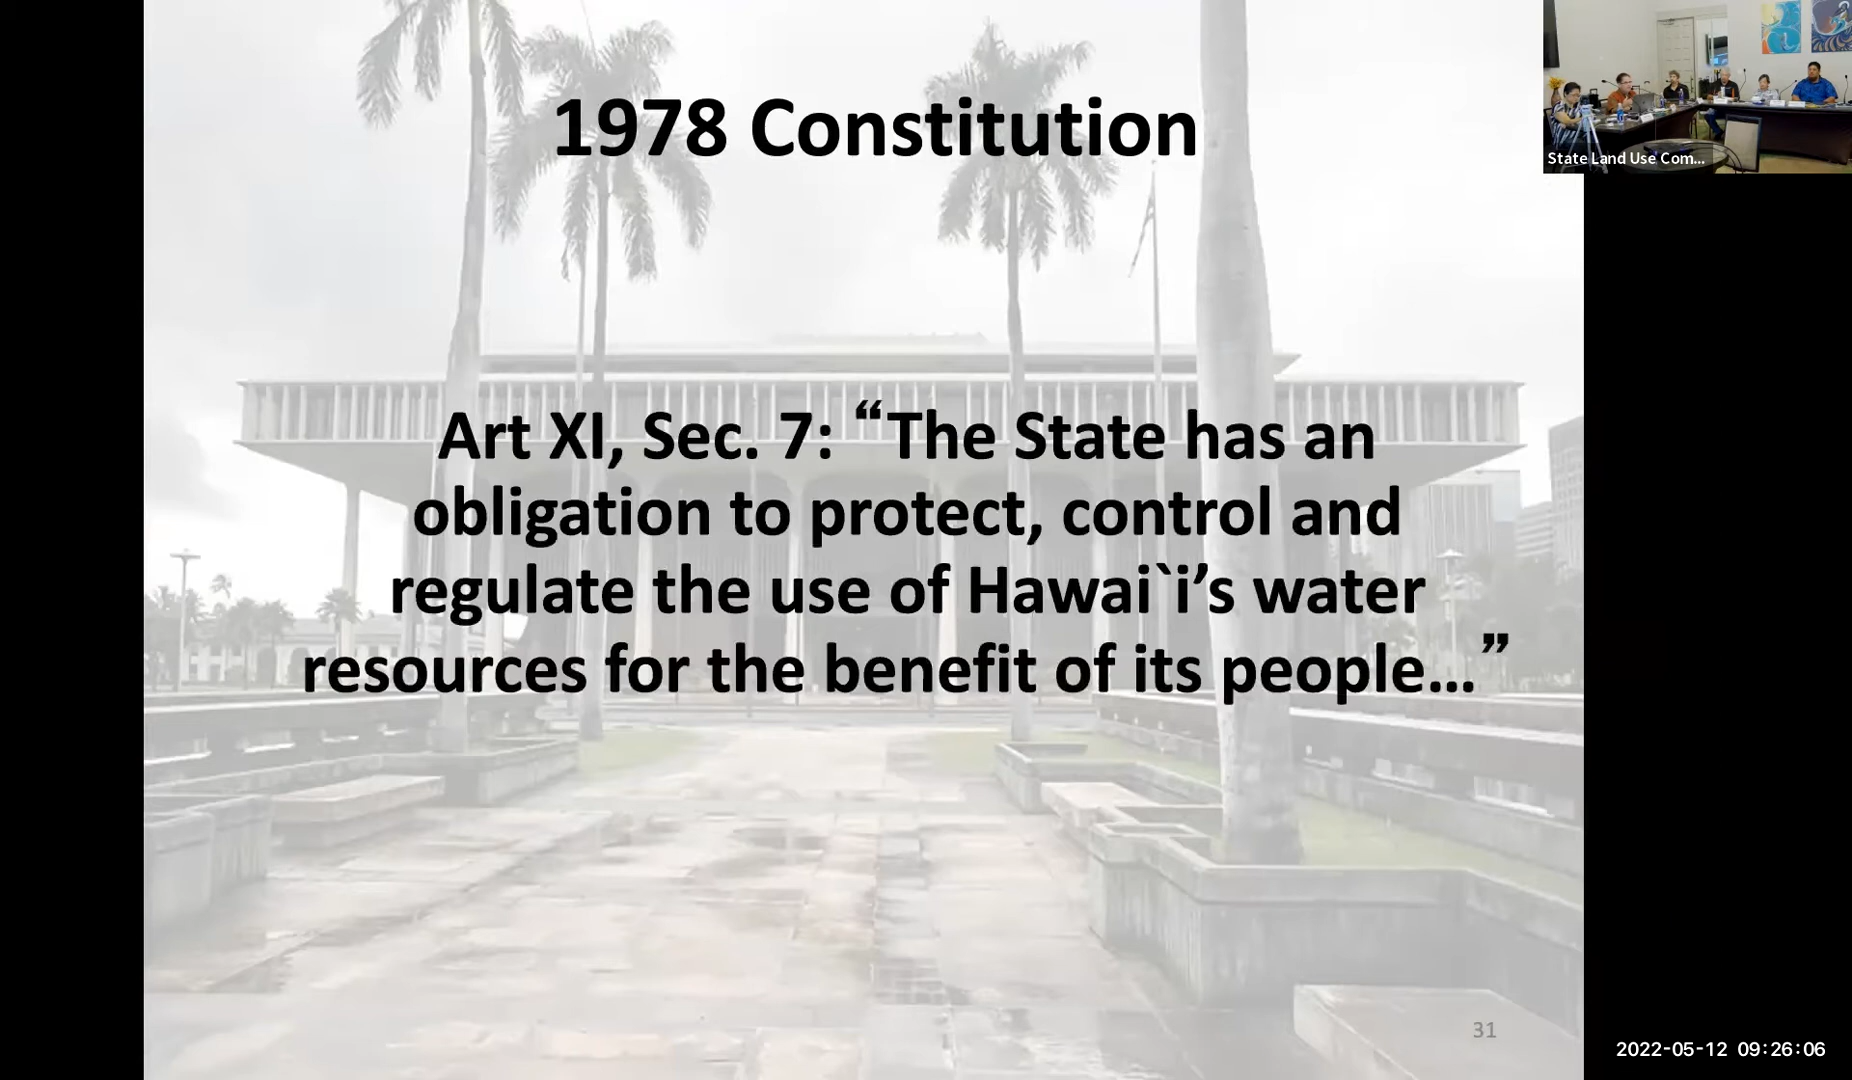 1978 Constitution
Art XI, Sec. 7: “The State has an
obligation to protect, control and
regulate the use of Hawai`i’s water
resources for the benefit of its people…”
31
State Land Use Com...
2022-05-12 09:26:06